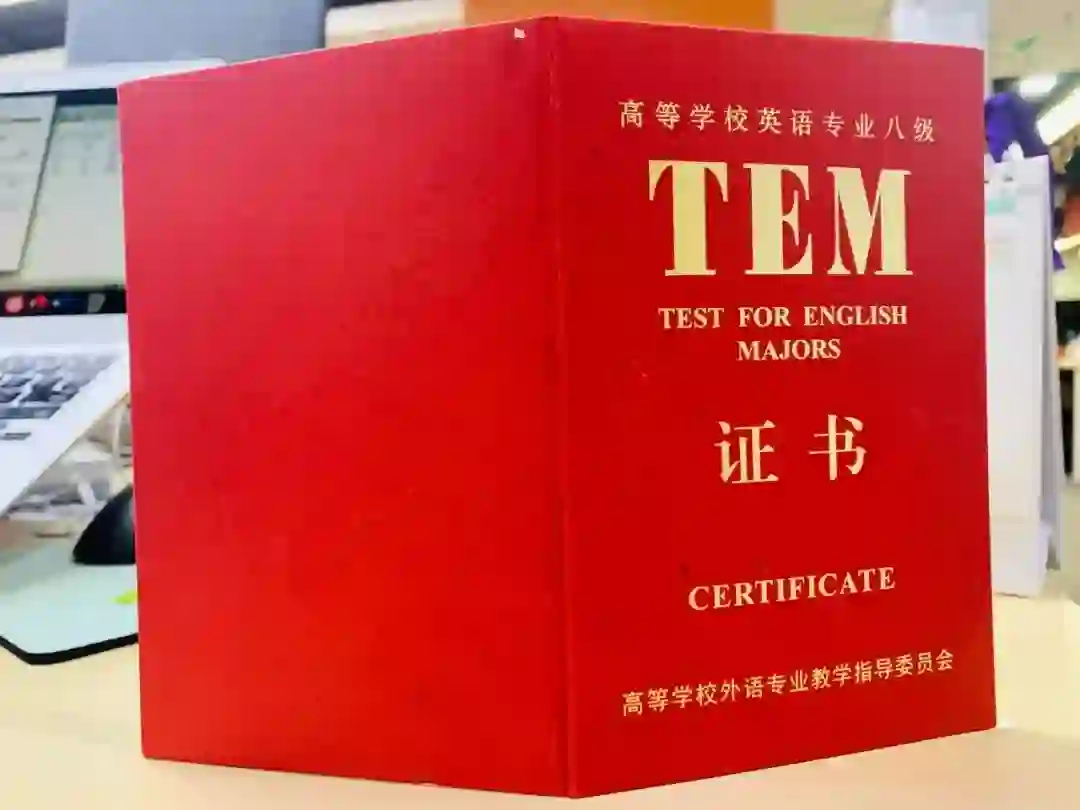 高等学校英语专业八级
TEM
TEST FOR ENGLISH
MAJORS
证书
CERTIFICATE
高等学校外语专业教学指导委员会